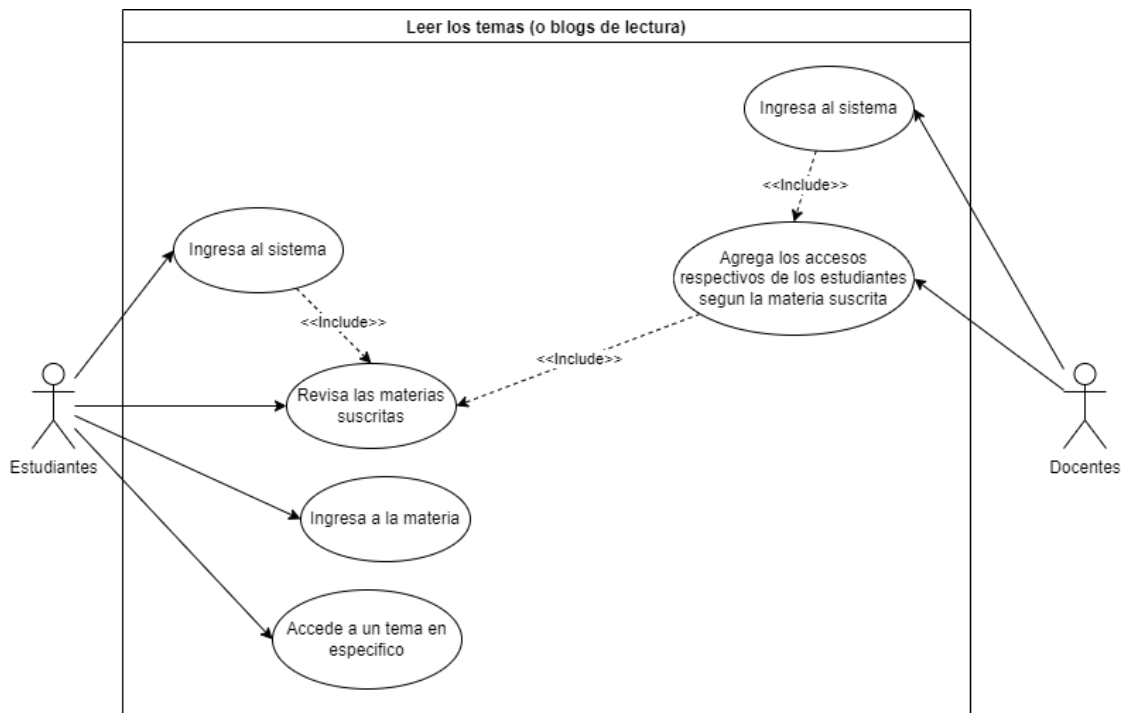 Leer los temas (o blogs de lectura)
Ingresa al sistema
<<Include>>
Ingresa al sistema
Agrega los accesos
respectivos de los estudiantes
segun la materia suscrita
<<Include>>
<<Include>>
Revisa las materias
suscritas
Estudiantes
Docentes
Ingresa a la materia
Accede a un tema en
especifico